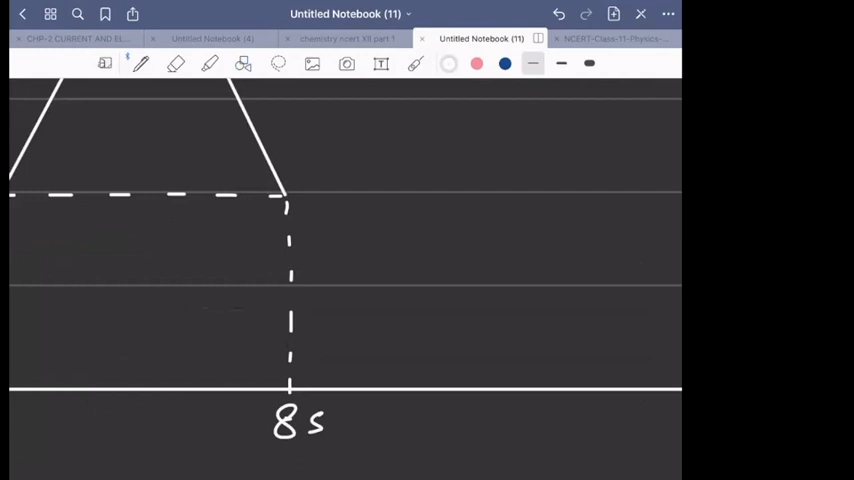 Untitled Notebook (11)
CHP-2 CURRENT AND EL...
Untitled Notebook (4)
chemistry ncert XII part 1
Untitled Notebook (11)
NCERT-Class-11-Physics-...
T
8 s